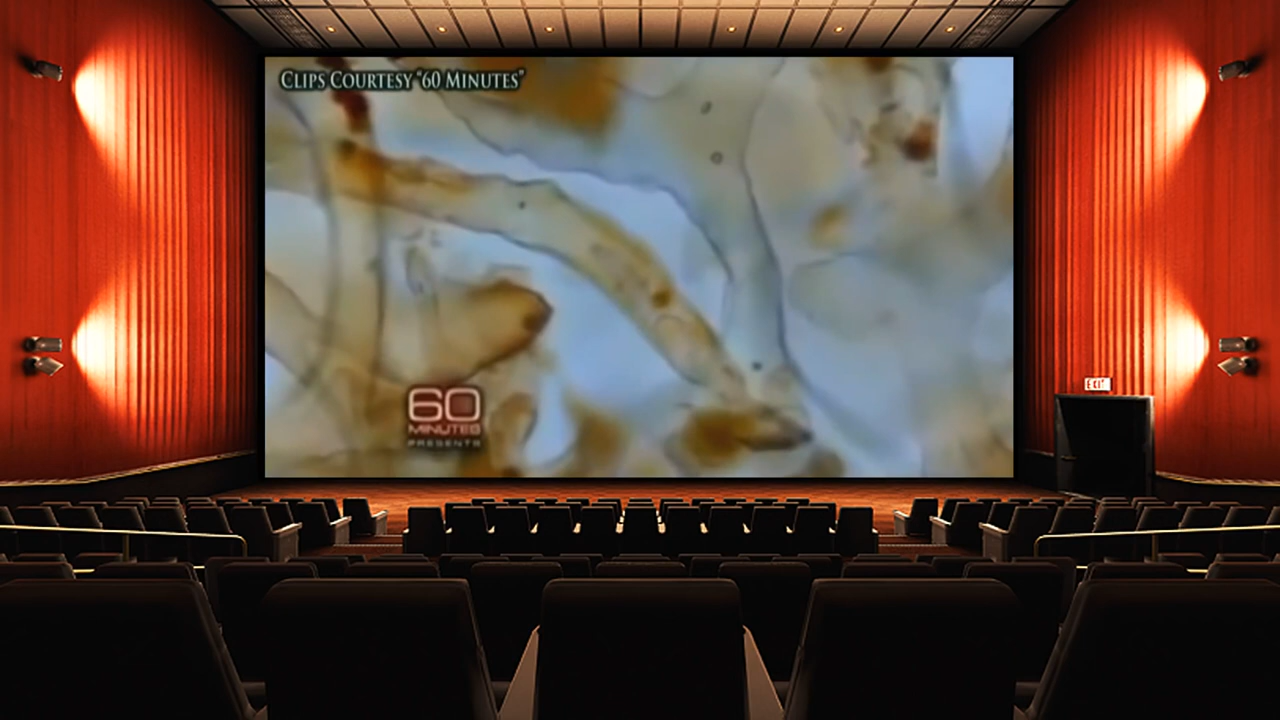 CLIPS COURTESY "60 MINUTES"
60
MINUTES
PRESENTS
EXIT